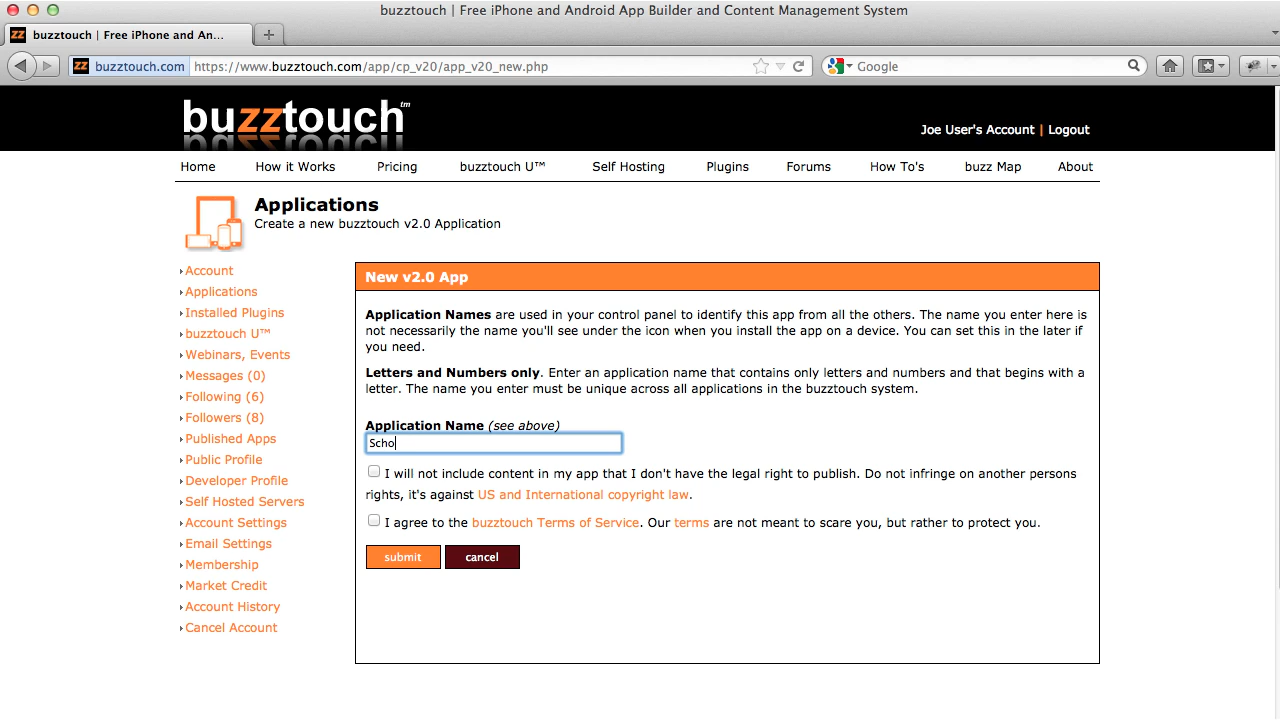 buzztouch | Free iPhone and Android App Builder and Content Management System
buzztouch | Free iPhone and An...
buzztouch.com https://www.buzztouch.com/app/cp_v20/app_v20_new.php Google
buzztouch™
Joe User's Account | Logout
Home How it Works Pricing buzztouch U™ Self Hosting Plugins Forums How To's buzz Map About
Applications
Create a new buzztouch v2.0 Application
Account
Applications
Installed Plugins
buzztouch U™
Webinars, Events
Messages (0)
Following (6)
Followers (8)
Published Apps
Public Profile
Developer Profile
Self Hosted Servers
Account Settings
Email Settings
Membership
Market Credit
Account History
Cancel Account
New v2.0 App
Application Names are used in your control panel to identify this app from all the others. The name you enter here is
not necessarily the name you'll see under the icon when you install the app on a device. You can set this in the later if
you need.
Letters and Numbers only. Enter an application name that contains only letters and numbers and that begins with a
letter. The name you enter must be unique across all applications in the buzztouch system.
Application Name (see above)
Scho
I will not include content in my app that I don't have the legal right to publish. Do not infringe on another persons
rights, it's against US and International copyright law.
I agree to the buzztouch Terms of Service. Our terms are not meant to scare you, but rather to protect you.
submit cancel